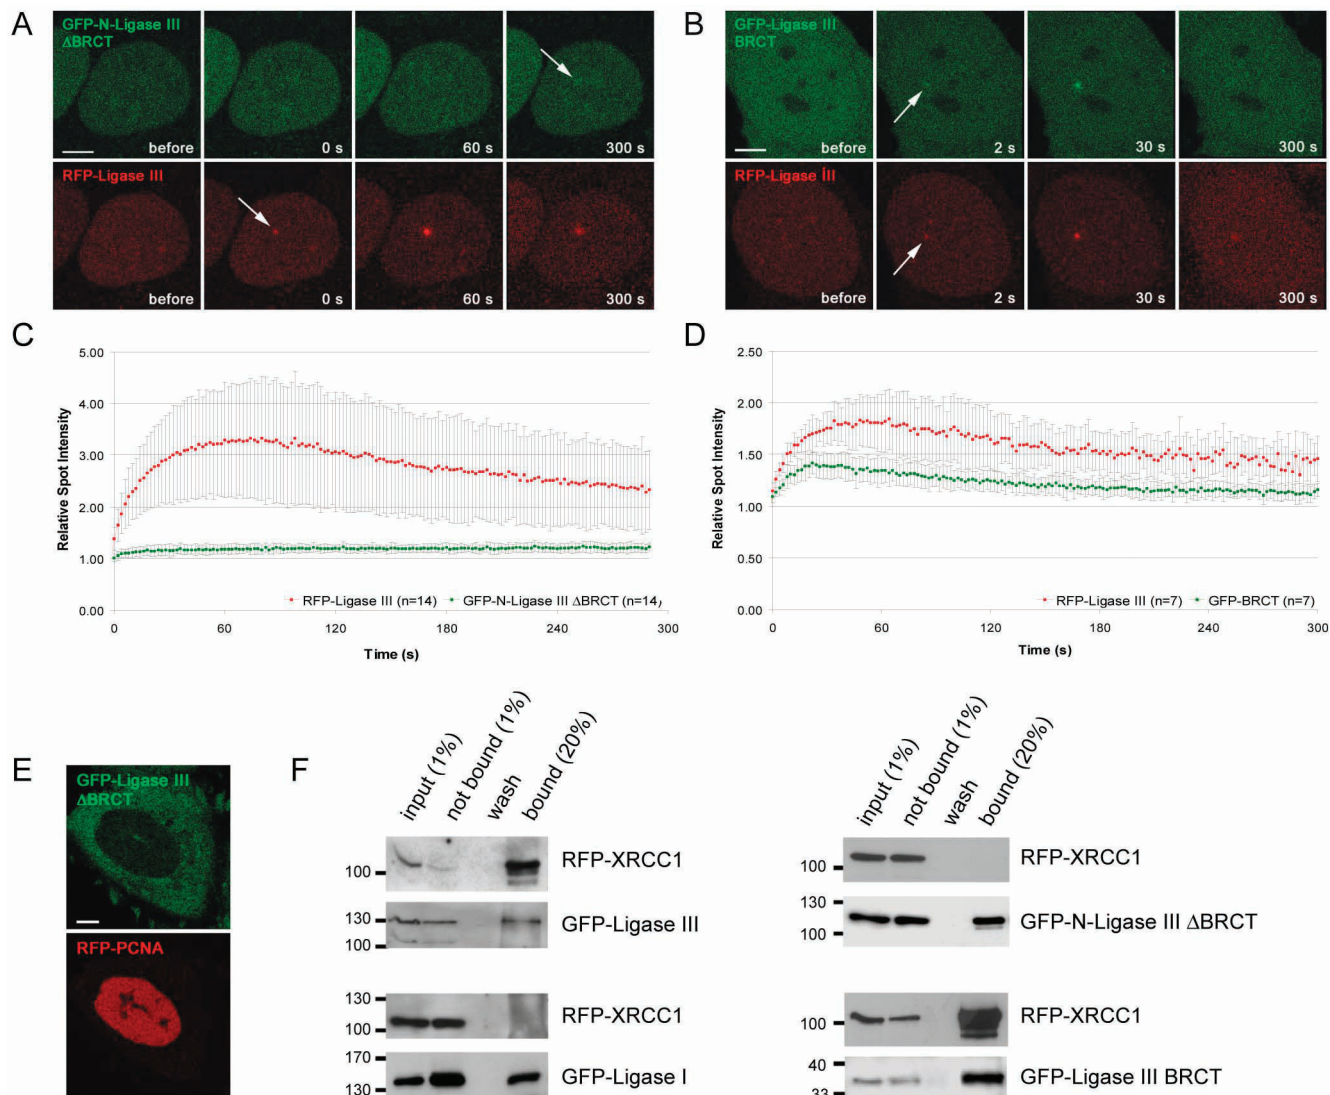 A
GFP-N-Ligase III
ΔBRCT
before
0 s
60 s
300 s
RFP-Ligase III
before
0 s
60 s
300 s
B
GFP-Ligase III
BRCT
before
2 s
30 s
300 s
RFP-Ligase III
before
2 s
30 s
300 s
C
5.00
4.00
3.00
2.00
1.00
0.00
Relative Spot Intensity
RFP-Ligase III (n=14)
GFP-N-Ligase III ΔBRCT (n=14)
0
60
120
180
240
300
Time (s)
D
2.50
2.00
1.50
1.00
0.50
0.00
Relative Spot Intensity
RFP-Ligase III (n=7)
GFP-BRCT (n=7)
0
60
120
180
240
300
Time (s)
E
GFP-Ligase III
ΔBRCT
RFP-PCNA
F
input (1%)
not bound (1%)
wash
bound (20%)
100
RFP-XRCC1
130
100
GFP-Ligase III
130
100
RFP-XRCC1
170
130
GFP-Ligase I
input (1%)
not bound (1%)
wash
bound (20%)
100
RFP-XRCC1
130
100
GFP-N-Ligase III ΔBRCT
100
RFP-XRCC1
40
33
GFP-Ligase III BRCT